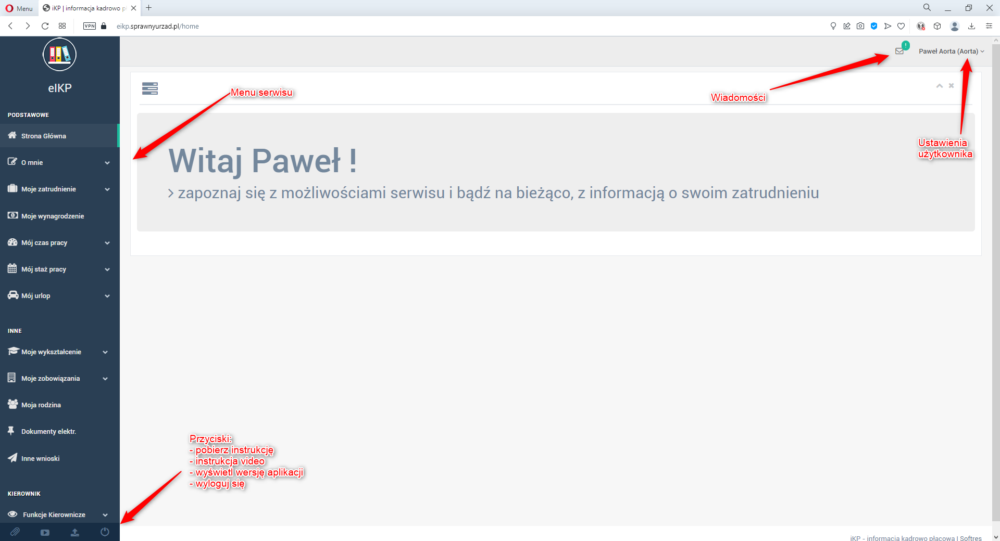 Menu
iKP | informacja kadrowo p
VPN
eikp.sprawnyurzad.pl/home
eIKP
PODSTAWOWE
Strona Główna
O mnie
Moje zatrudnienie
Moje wynagrodzenie
Mój czas pracy
Mój staż pracy
Mój urlop
INNE
Moje wykształcenie
Moje zobowiązania
Moja rodzina
Dokumenty elektr.
Inne wnioski
KIEROWNIK
Funkcje Kierownicze
!
Paweł Aorta (Aorta)
Menu serwisu
Wiadomości
Ustawienia
użytkownika
Witaj Paweł !
> zapoznaj się z możliwościami serwisu i bądź na bieżąco, z informacją o swoim zatrudnieniu
Przyciski:
- pobierz instrukcję
- instrukcja video
- wyświetl wersję aplikacji
- wyloguj się
iKP - informacja kadrowo płacowa | Softres